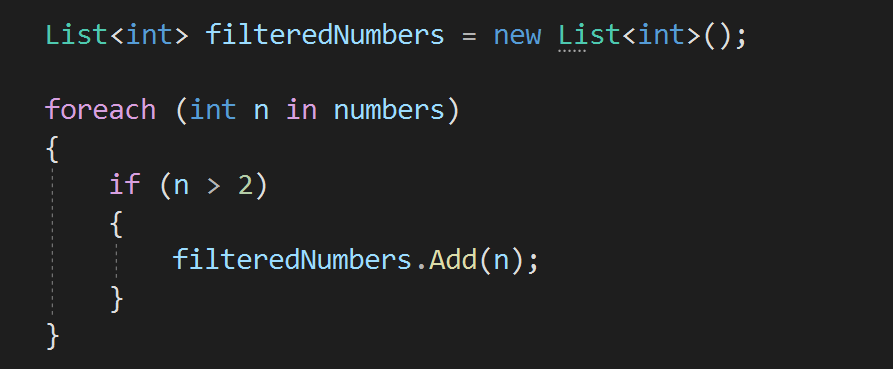 List<int> filteredNumbers = new List<int>();
foreach (int n in numbers)
{
    if (n > 2)
    {
        filteredNumbers.Add(n);
    }
}